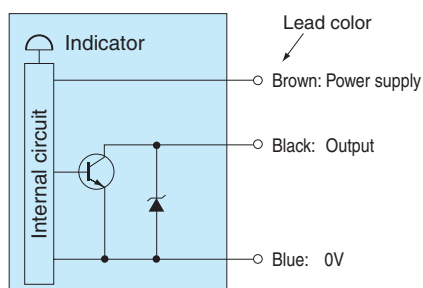 Lead color
Indicator
Brown: Power supply
Internal circuit
Black: Output
Blue: 0V